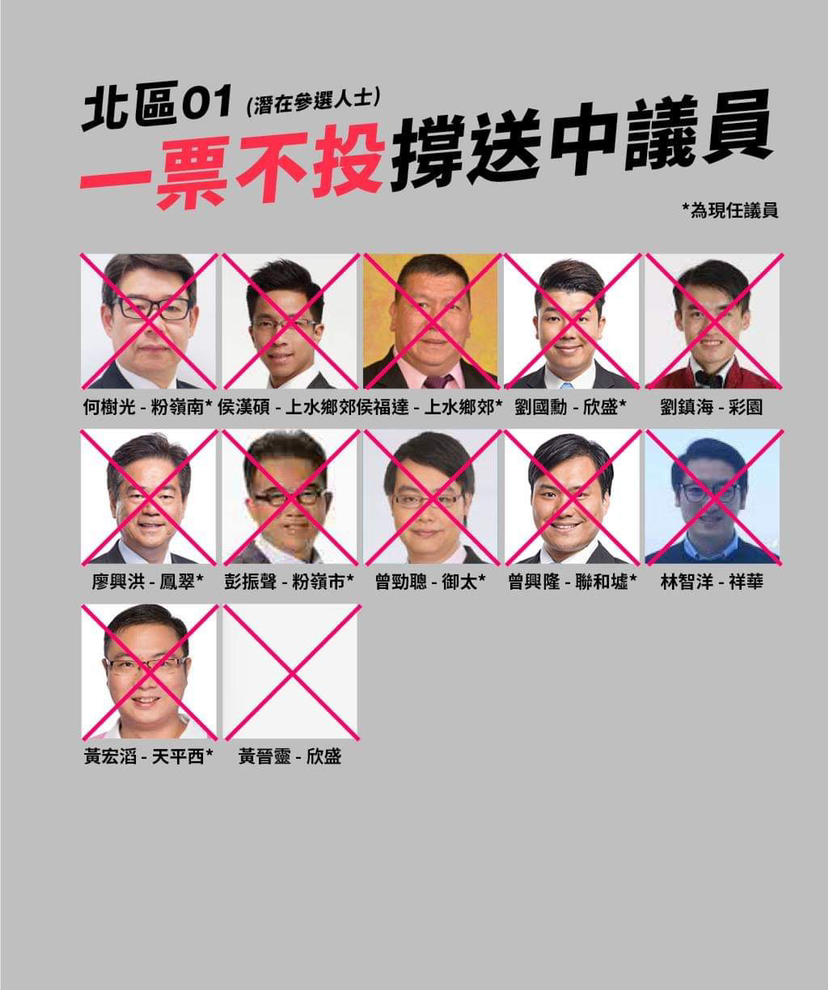 北區01 (潛在參選人士)
一票不投撐送中議員
*為現任議員
何樹光 - 粉嶺南* 侯漢碩 - 上水鄉郊 侯福達 - 上水鄉郊* 劉國勳 - 欣盛* 劉鎮海 - 彩園
廖興洪 - 鳳翠* 彭振聲 - 粉嶺市* 曾勁聰 - 御太* 曾興隆 - 聯和墟* 林智洋 - 祥華
黃宏滔 - 天平西* 黃晉靈 - 欣盛